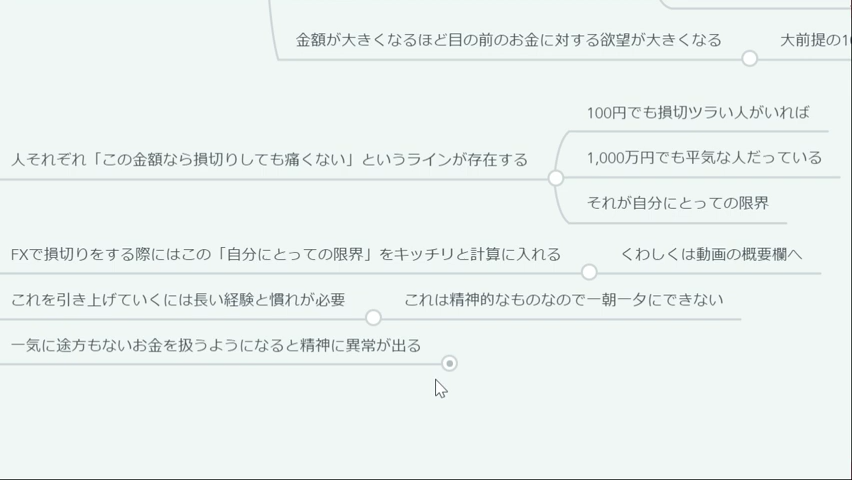 金額が大きくなるほど目の前のお金に対する欲望が大きくなる
大前提の1
100円でも損切ツラい人がいれば
人それぞれ「この金額なら損切りしても痛くない」というラインが存在する
1,000万円でも平気な人だっている
それが自分にとっての限界
FXで損切りをする際にはこの「自分にとっての限界」をキッチリと計算に入れる
くわしくは動画の概要欄へ
これを引き上げていくには長い経験と慣れが必要
これは精神的なものなので一朝一夕にできない
一気に途方もないお金を扱うようになると精神に異常が出る